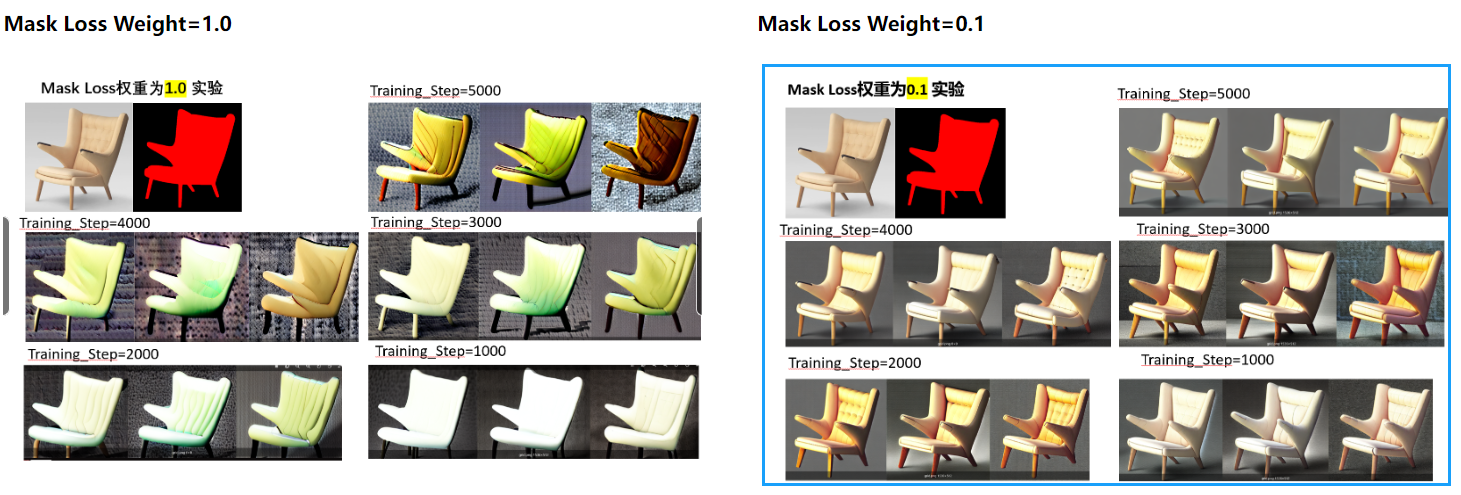 Mask Loss Weight=1.0
Mask Loss权重为1.0 实验
Training_Step=5000
Training_Step=4000
Training_Step=3000
Training_Step=2000
Training_Step=1000
Mask Loss Weight=0.1
Mask Loss权重为0.1 实验
Training_Step=5000
Training_Step=4000
Training_Step=3000
Training_Step=2000
Training_Step=1000